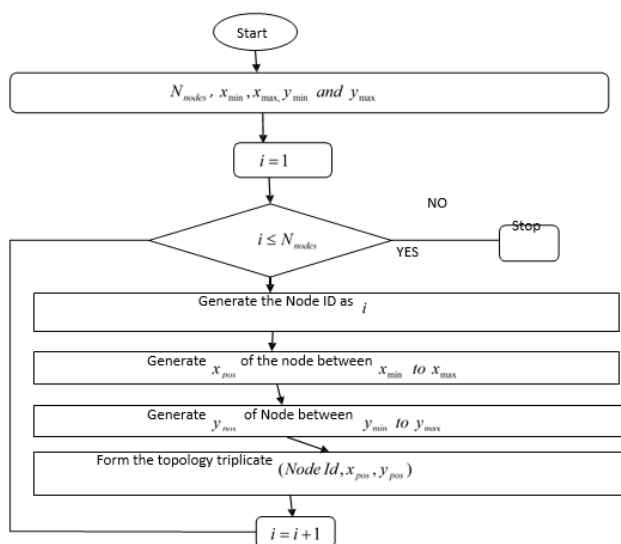 Start
N_nodes, x_min, x_max, y_min and y_max
i = 1
NO
i ≤ N_nodes
YES
Stop
Generate the Node ID as i
Generate x_pos of the node between x_min to x_max
Generate y_nos of Node between y_min to y_max
Form the topology triplicate (Node Id, x_pos, y_pos)
i = i + 1